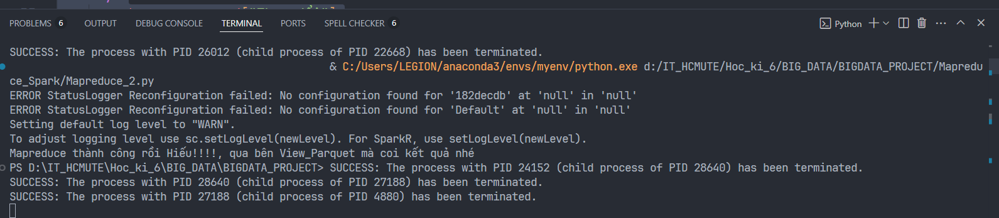 PROBLEMS 6 OUTPUT DEBUG CONSOLE TERMINAL PORTS SPELL CHECKER 6 Python
SUCCESS: The process with PID 26012 (child process of PID 22668) has been terminated.
& C:/Users/LEGION/anaconda3/envs/myenv/python.exe d:/IT_HCMUTE/Hoc_ki_6/BIG_DATA/BIGDATA_PROJECT/Mapredu
ce_Spark/Mapreduce_2.py
ERROR StatusLogger Reconfiguration failed: No configuration found for '182decdb' at 'null' in 'null'
ERROR StatusLogger Reconfiguration failed: No configuration found for 'Default' at 'null' in 'null'
Setting default log level to "WARN".
To adjust logging level use sc.setLogLevel(newLevel). For SparkR, use setLogLevel(newLevel).
Mapreduce thành công rồi Hiếu!!!!, qua bên View_Parquet mà coi kết quả nhé
PS D:\IT_HCMUTE\Hoc_ki_6\BIG_DATA\BIGDATA_PROJECT> SUCCESS: The process with PID 24152 (child process of PID 28640) has been terminated.
SUCCESS: The process with PID 28640 (child process of PID 27188) has been terminated.
SUCCESS: The process with PID 27188 (child process of PID 4880) has been terminated.